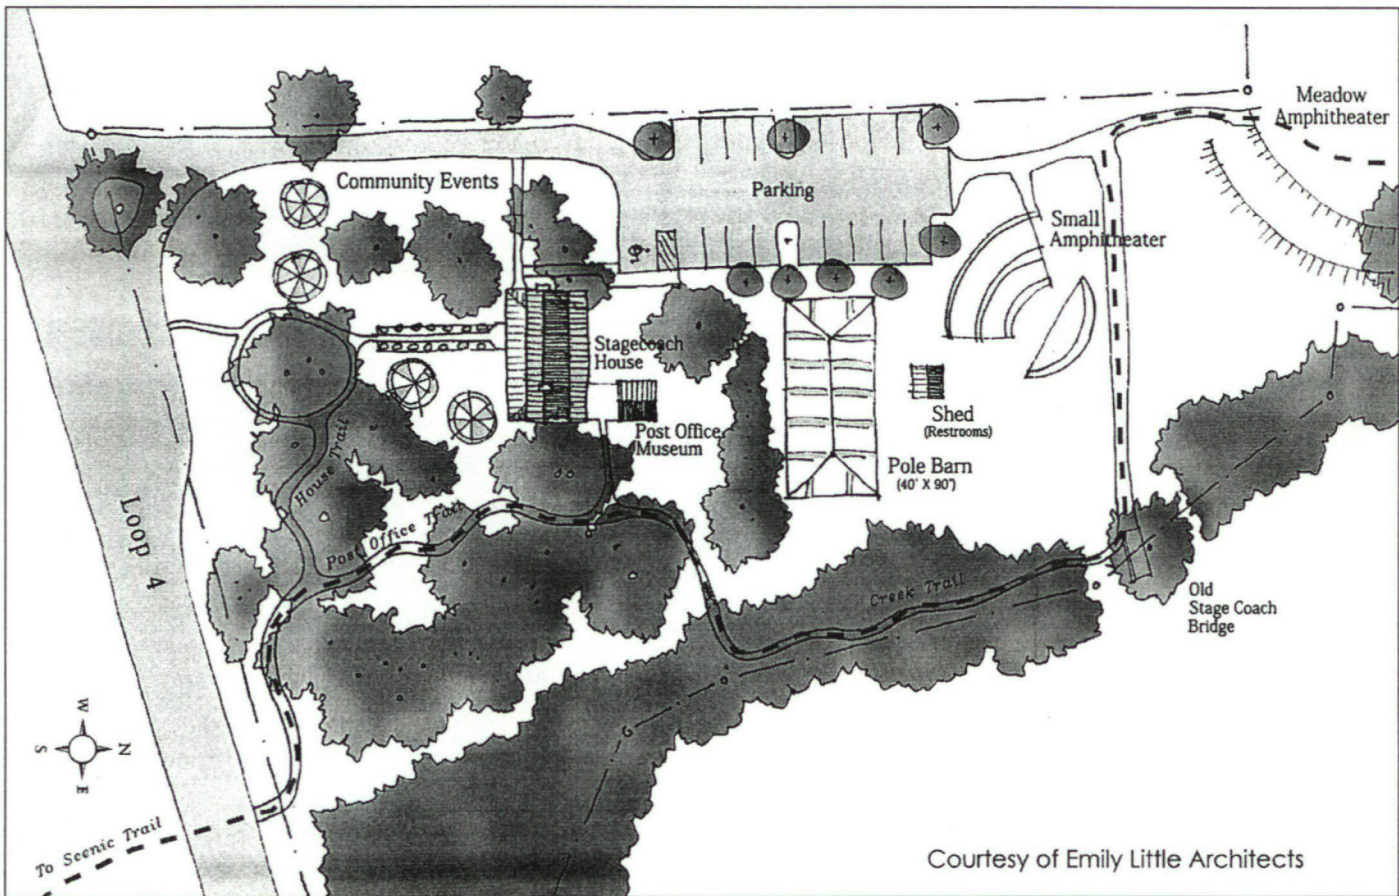 Meadow
Amphitheater
Community Events
Parking
Small
Amphitheater
Stagecoach
House
Post Office
Museum
Shed
(Restrooms)
Pole Barn
(40' X 90')
House Trail
Post Office Trail
Creek Trail
Loop 4
Old
Stage Coach
Bridge
W
S
N
E
To Scenic Trail
Courtesy of Emily Little Architects